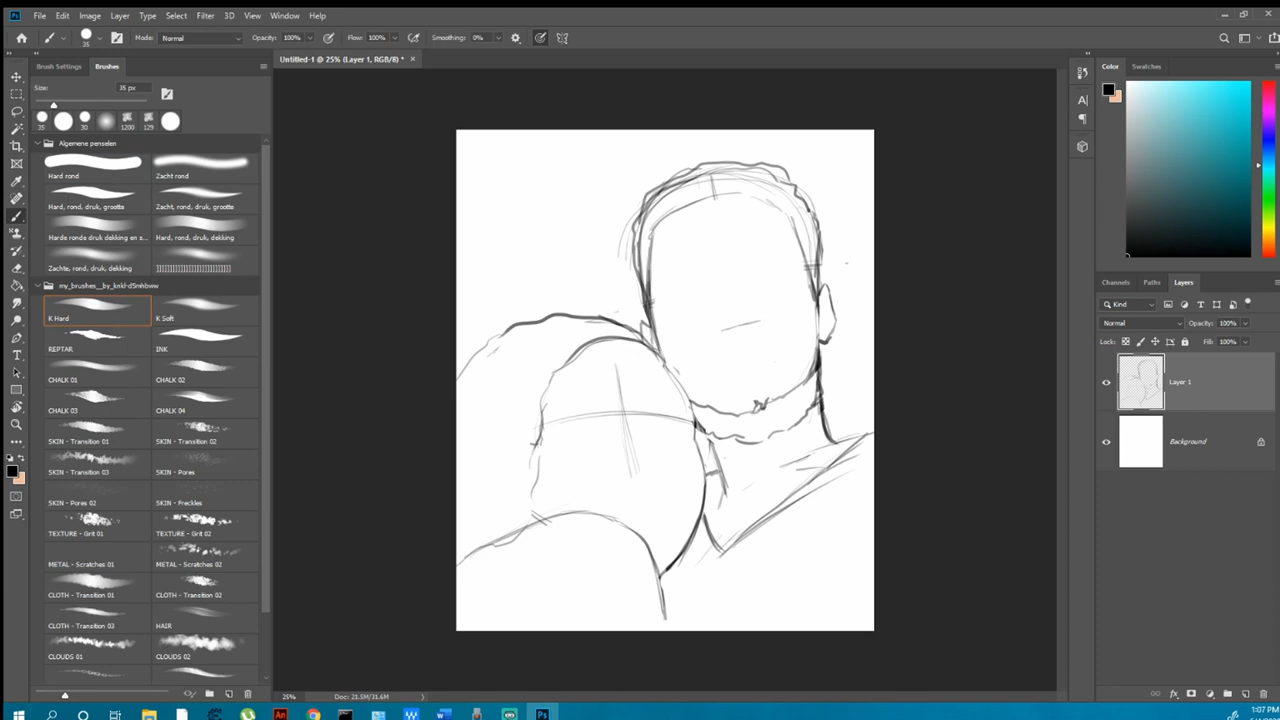 Ps File Edit Image Layer Type Select Filter 3D View Window Help
35 Mode: Normal Opacity: 100% Flow: 100% Smoothing: 0%
Brush Settings Brushes
Untitled-1 @ 25% (Layer 1, RGB/8) *
Color Swatches
Size: 35 px
35 30 1200 129
Algemene penselen
Hard rond Zacht rond
Hard, rond, druk, grootte Zacht, rond, druk, grootte
Harde ronde druk dekking en s... Hard, rond, druk, dekking
Zachte, rond, druk, dekking
my_brushes__by_knkl-d5mhbww
K Hard K Soft
REPTAR INK
CHALK 01 CHALK 02
CHALK 03 CHALK 04
SKIN - Transition 01 SKIN - Transition 02
SKIN - Transition 03 SKIN - Pores
SKIN - Pores 02 SKIN - Freckles
TEXTURE - Grit 01 TEXTURE - Grit 02
METAL - Scratches 01 METAL - Scratches 02
CLOTH - Transition 01 CLOTH - Transition 02
CLOTH - Transition 03 HAIR
CLOUDS 01 CLOUDS 02
Channels Paths Layers
Kind
Normal Opacity: 100%
Lock: Fill: 100%
Layer 1
Background
25% Doc: 21.5M/31.6M
1:07 PM